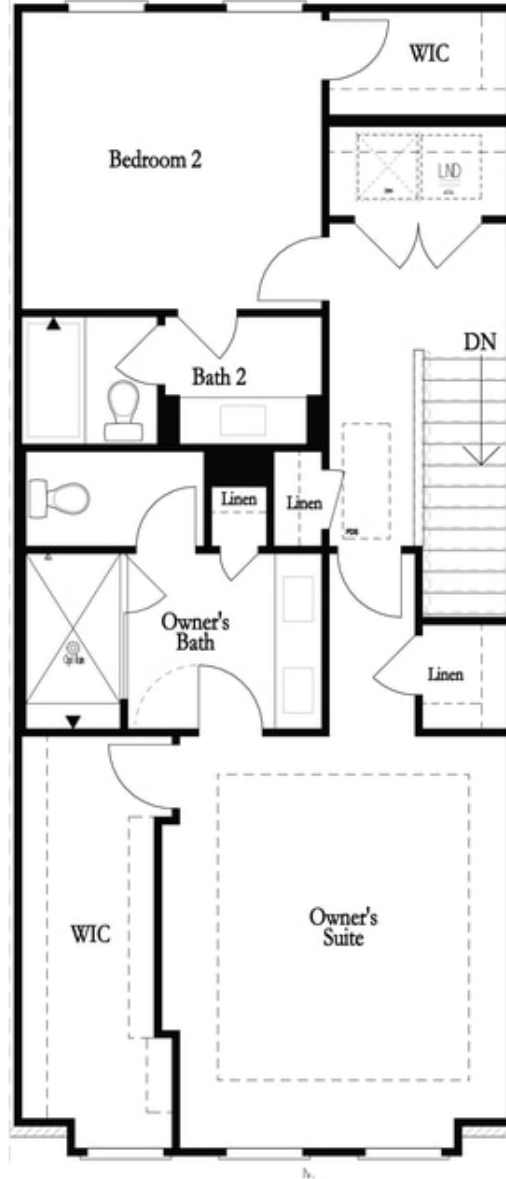 WIC
Bedroom 2
LND
DN
Bath 2
Linen
Linen
Owner's
Bath
Linen
WIC
Owner's
Suite